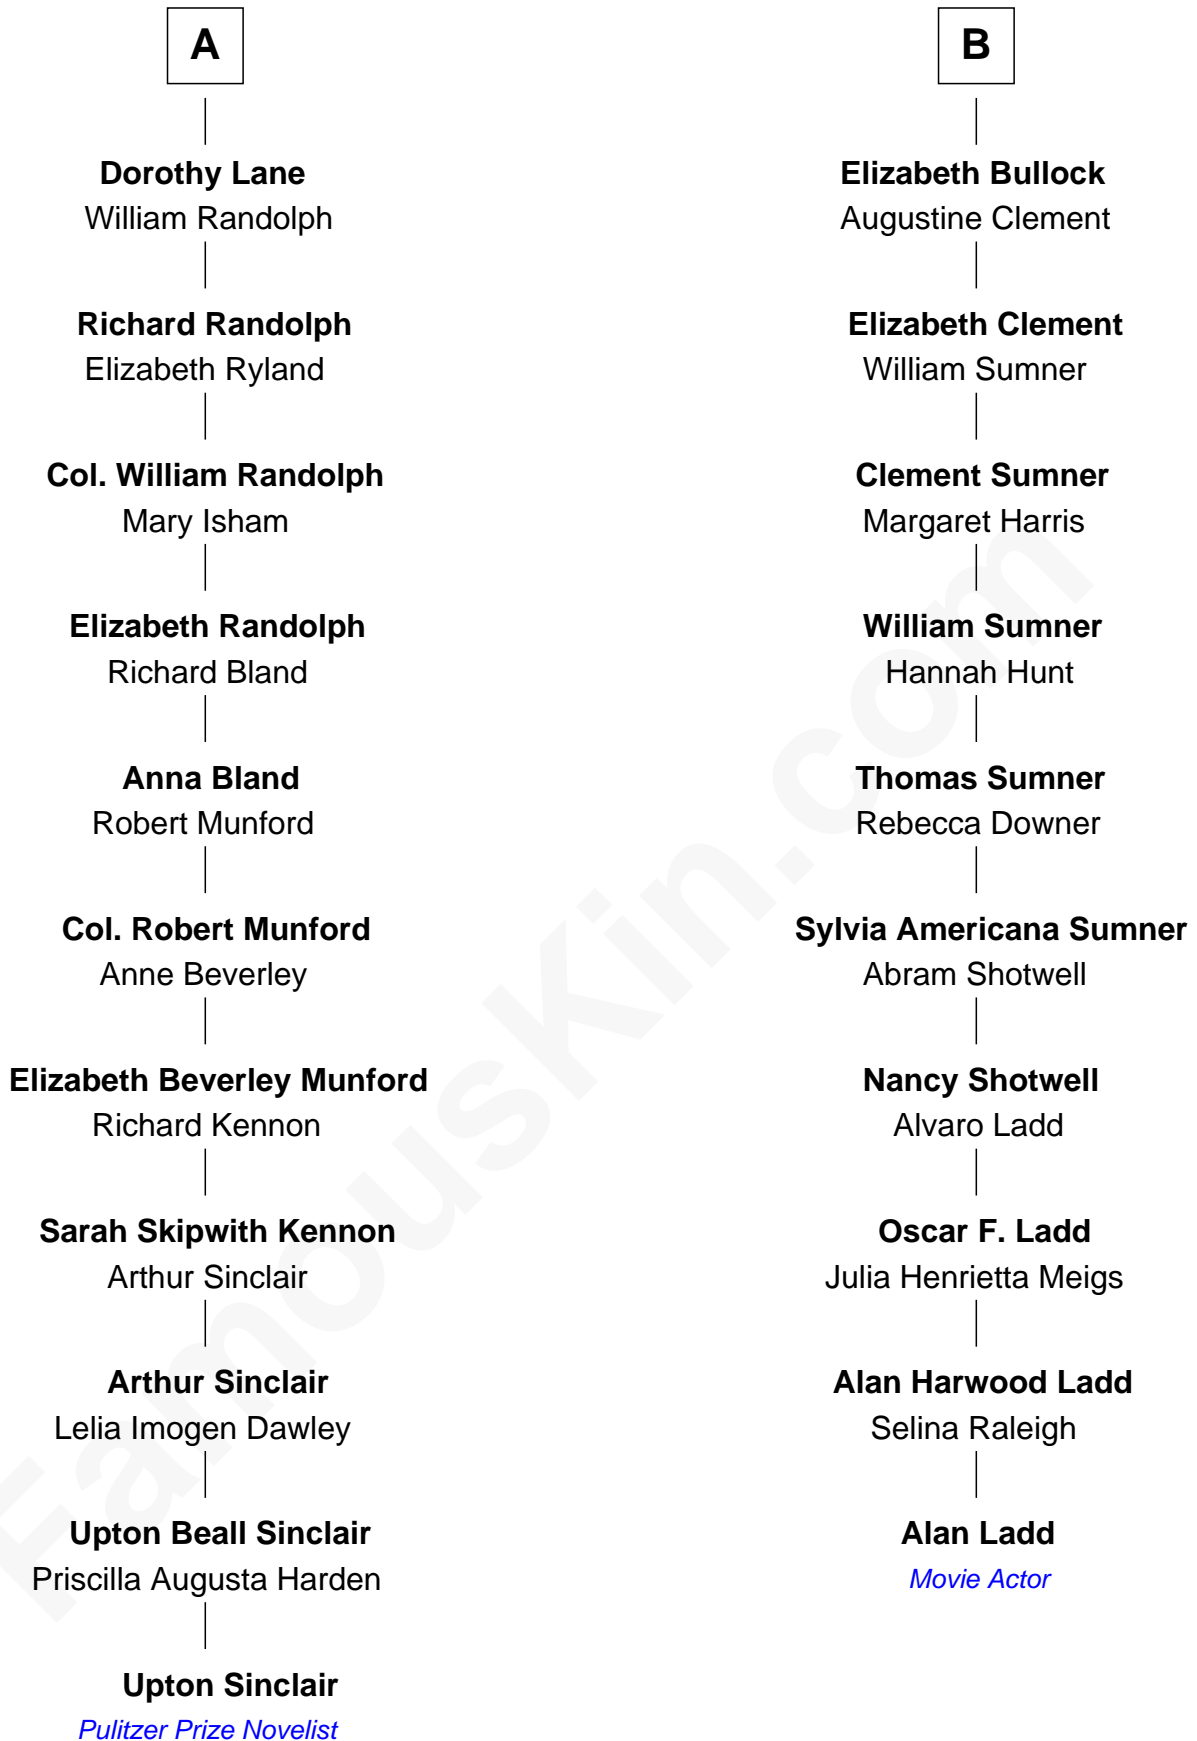 A
Dorothy Lane
William Randolph
Richard Randolph
Elizabeth Ryland
Col. William Randolph
Mary Isham
Elizabeth Randolph
Richard Bland
Anna Bland
Robert Munford
Col. Robert Munford
Anne Beverley
Elizabeth Beverley Munford
Richard Kennon
Sarah Skipwith Kennon
Arthur Sinclair
Arthur Sinclair
Lelia Imogen Dawley
Upton Beall Sinclair
Priscilla Augusta Harden
Upton Sinclair
Pulitzer Prize Novelist
B
Elizabeth Bullock
Augustine Clement
Elizabeth Clement
William Sumner
Clement Sumner
Margaret Harris
William Sumner
Hannah Hunt
Thomas Sumner
Rebecca Downer
Sylvia Americana Sumner
Abram Shotwell
Nancy Shotwell
Alvaro Ladd
Oscar F. Ladd
Julia Henrietta Meigs
Alan Harwood Ladd
Selina Raleigh
Alan Ladd
Movie Actor
FamousKin.com